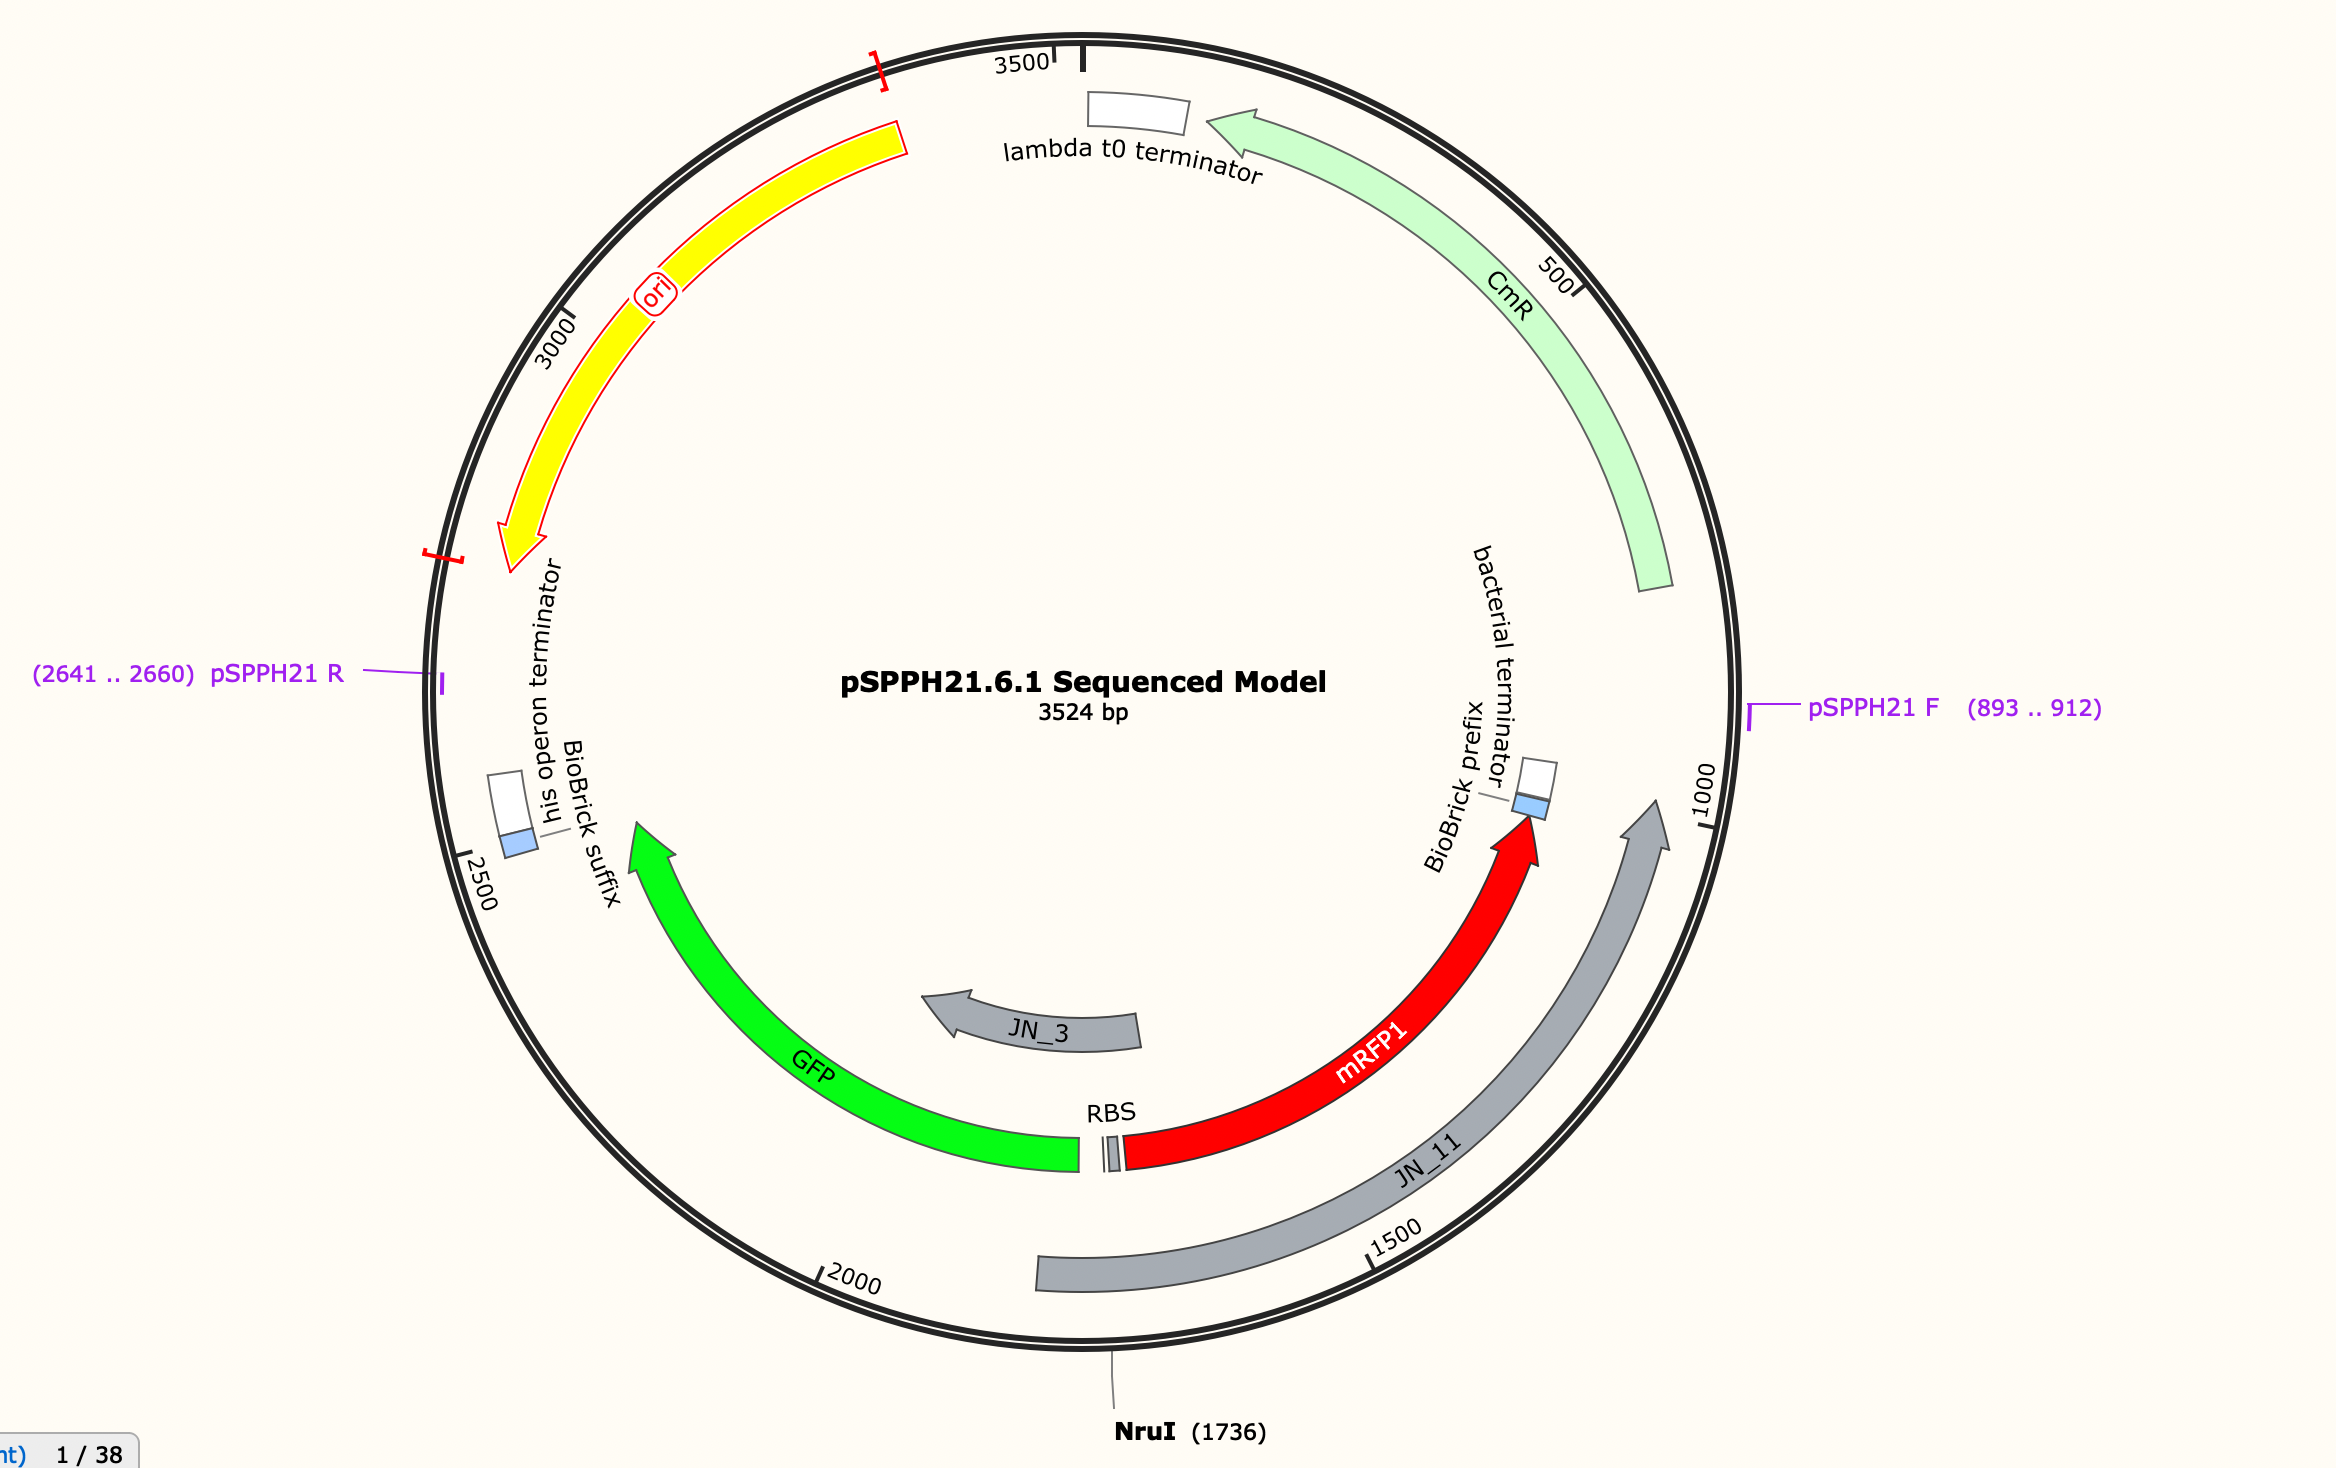 3500
lambda t0 terminator
CmR
500
ori
3000
his operon terminator
bacterial terminator
(2641 .. 2660) pSPPH21 R
pSPPH21.6.1 Sequenced Model
3524 bp
pSPPH21 F (893 .. 912)
BioBrick prefix
BioBrick suffix
1000
2500
JN_3
mRFP1
GFP
RBS
JN_11
1500
2000
NruI (1736)
nt) 1 / 38